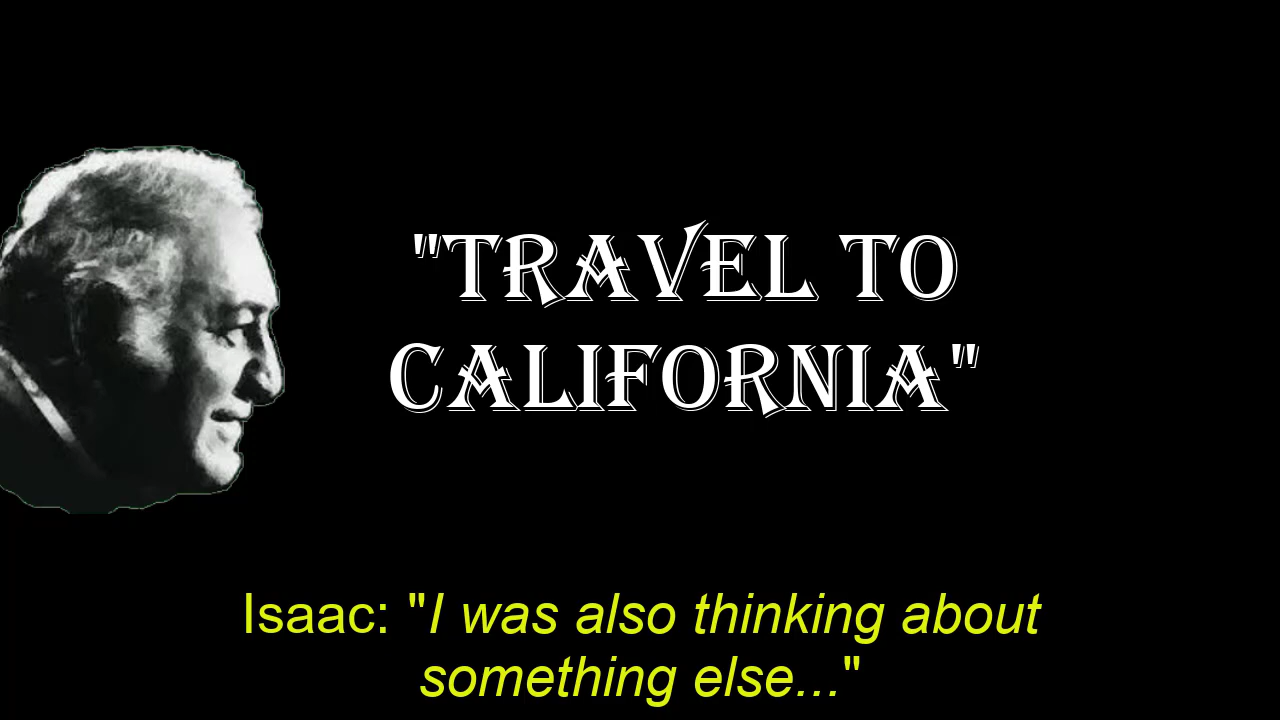 "TRAVEL TO
CALIFORNIA"
Isaac: "I was also thinking about
something else..."